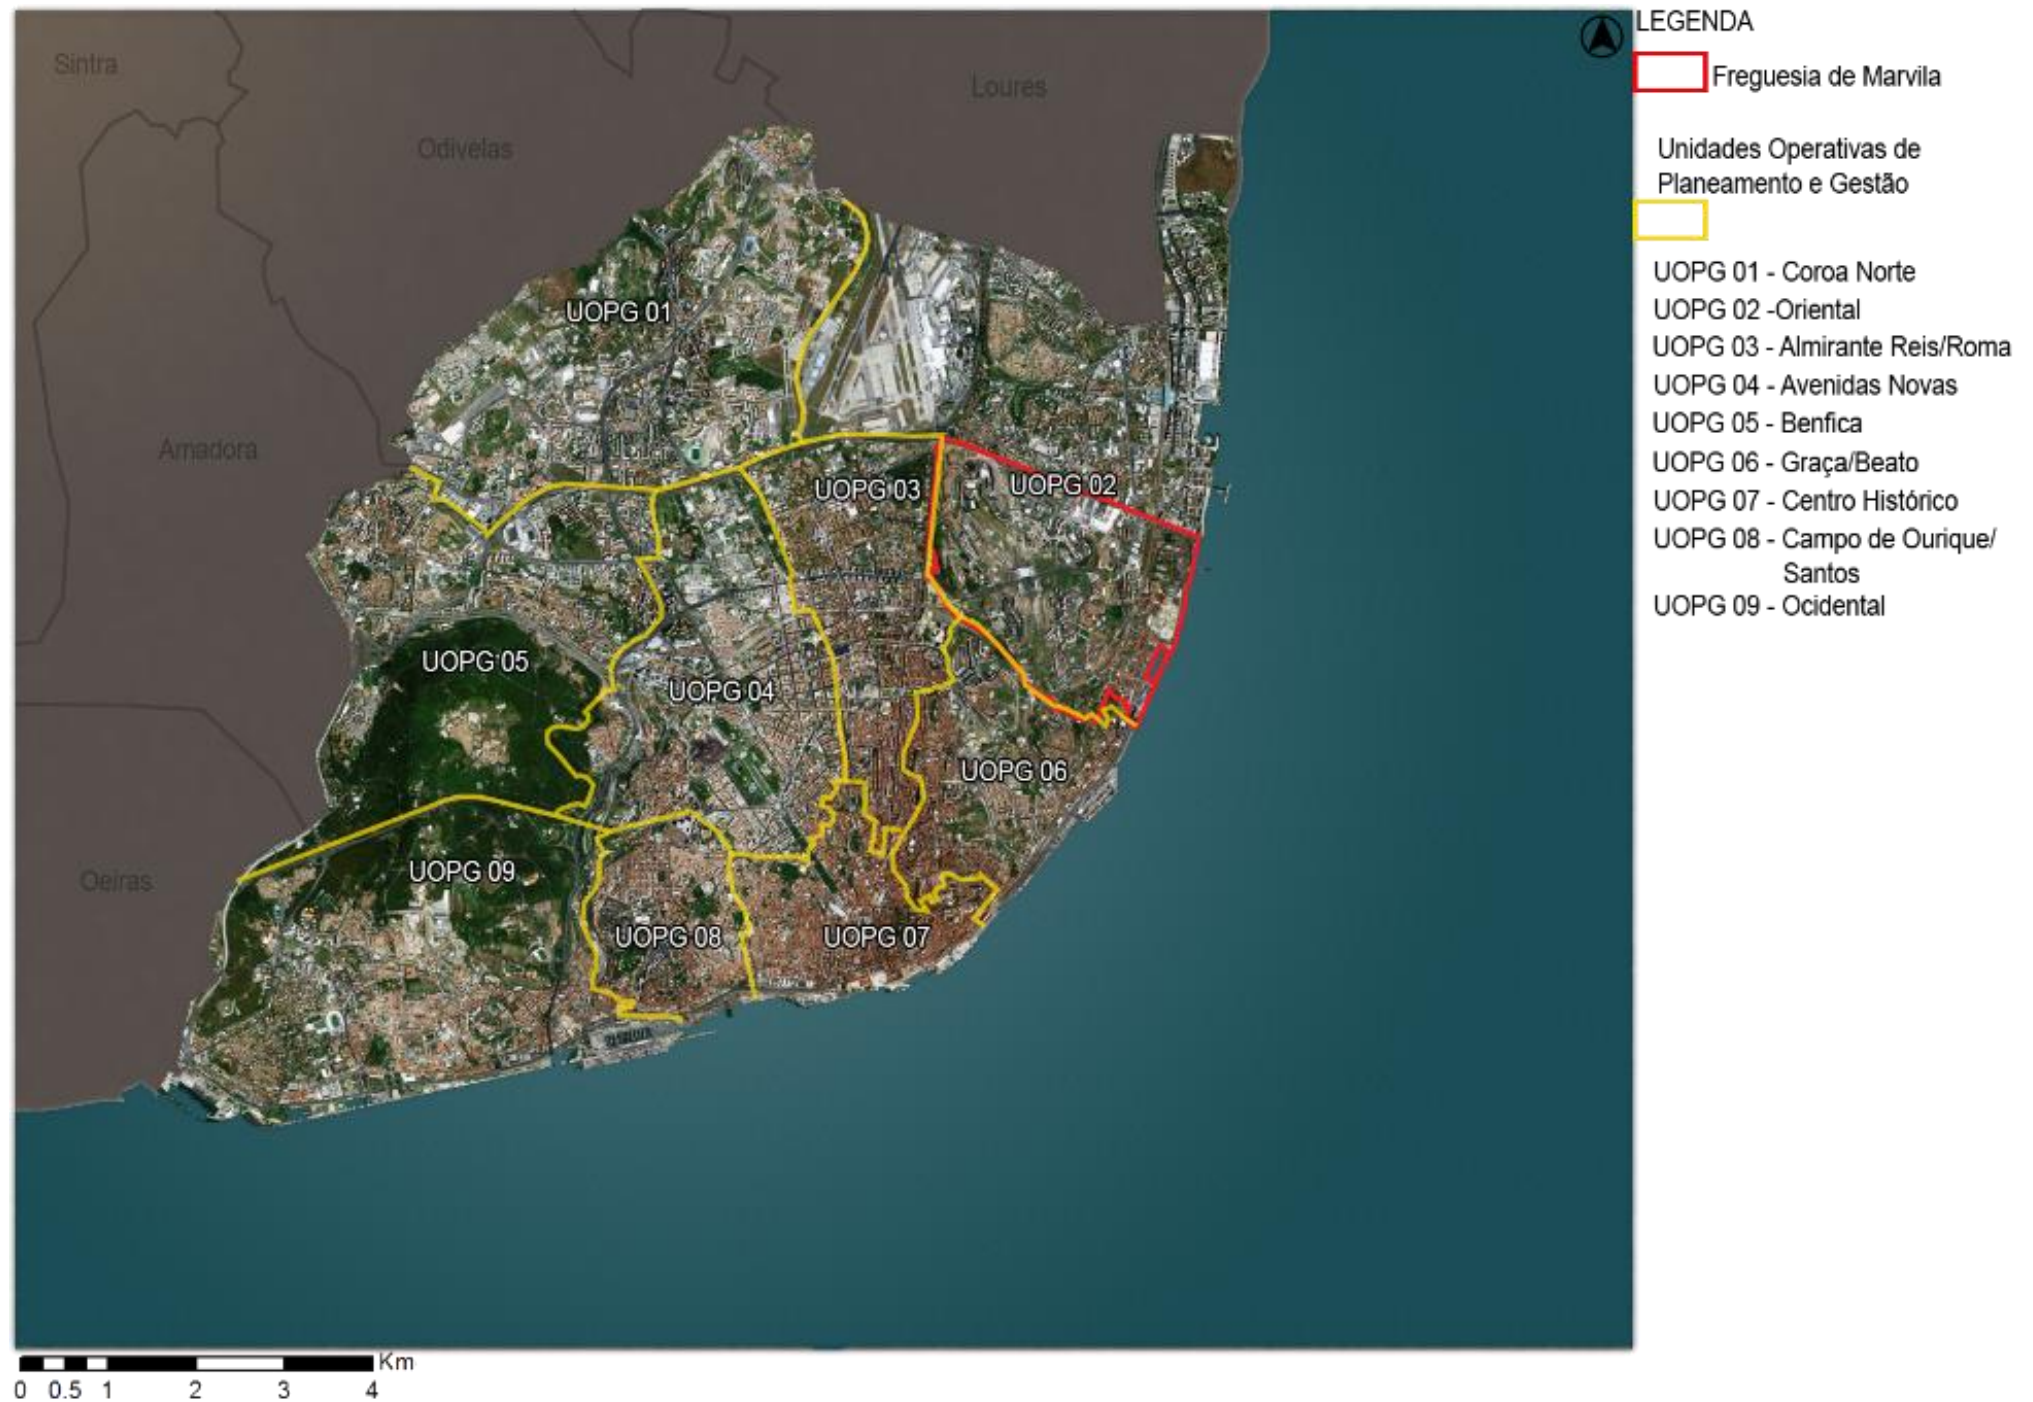 LEGENDA
Freguesia de Marvila
Unidades Operativas de
Planeamento e Gestão
UOPG 01 - Coroa Norte
UOPG 02 -Oriental
UOPG 03 - Almirante Reis/Roma
UOPG 04 - Avenidas Novas
UOPG 05 - Benfica
UOPG 06 - Graça/Beato
UOPG 07 - Centro Histórico
UOPG 08 - Campo de Ourique/
Santos
UOPG 09 - Ocidental
Sintra
Loures
Odivelas
UOPG 01
Amadora
UOPG 03
UOPG 02
UOPG 05
UOPG 04
UOPG 06
UOPG 09
Oeiras
UOPG 08
UOPG 07
Km
0 0.5 1 2 3 4